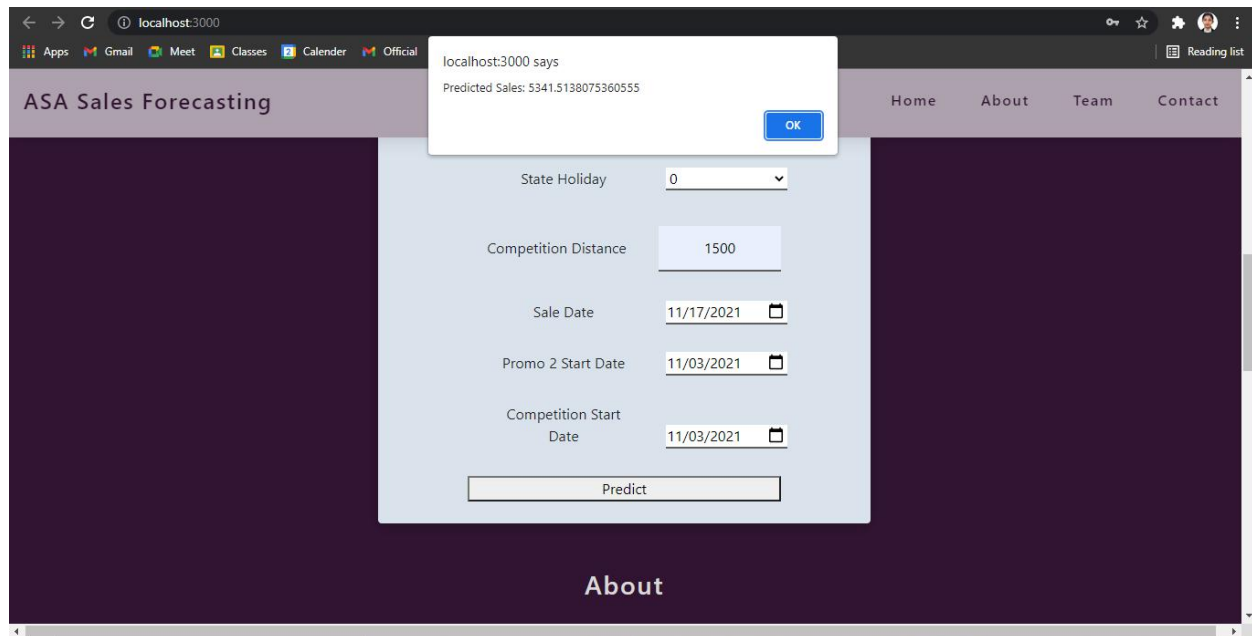 localhost:3000
Apps Gmail Meet Classes 2 Calender Official Reading list
localhost:3000 says
Predicted Sales: 5341.5138075360555
OK
ASA Sales Forecasting Home About Team Contact
State Holiday 0
Competition Distance 1500
Sale Date 11/17/2021
Promo 2 Start Date 11/03/2021
Competition Start
Date 11/03/2021
Predict
About